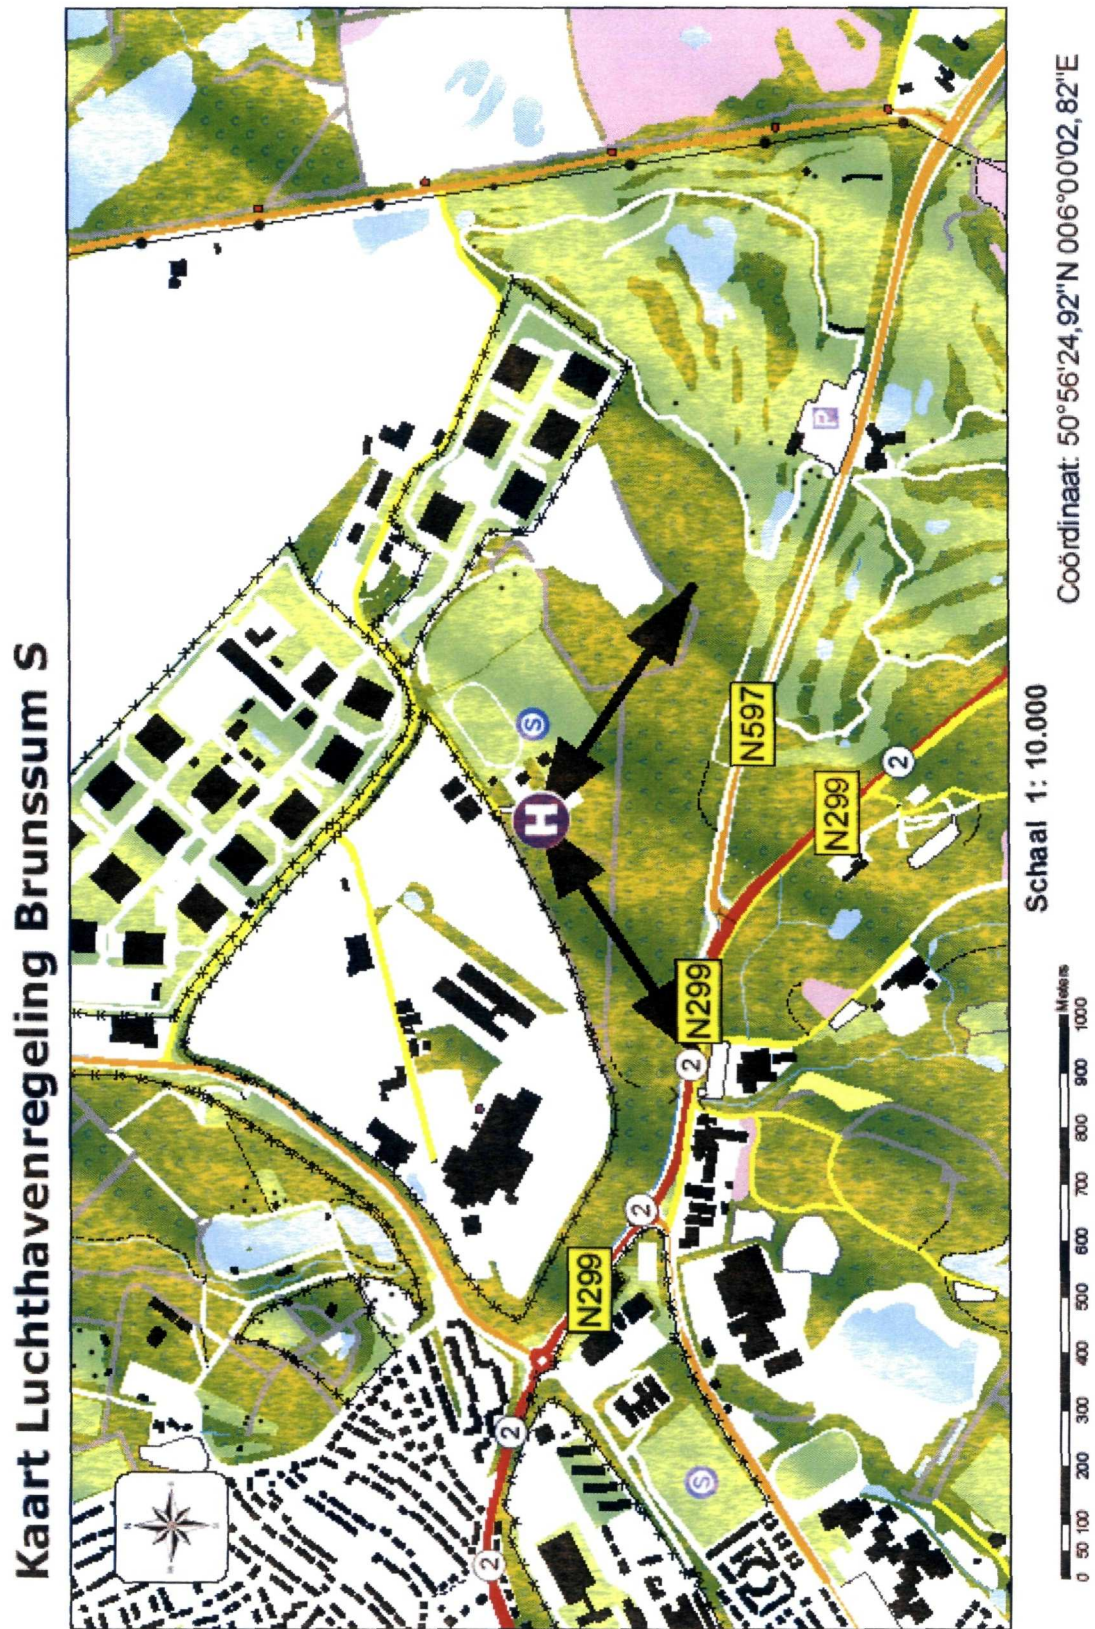 Kaart Luchthavenregeling Brunssum S
2
2
N299
2
2
N299
H
S
S
N597
N299
2
P
0 50 100 200 300 400 500 600 700 800 900 1000 Meters
Schaal 1: 10.000
Coördinaat: 50°56'24,92"N 006°00'02,82"E